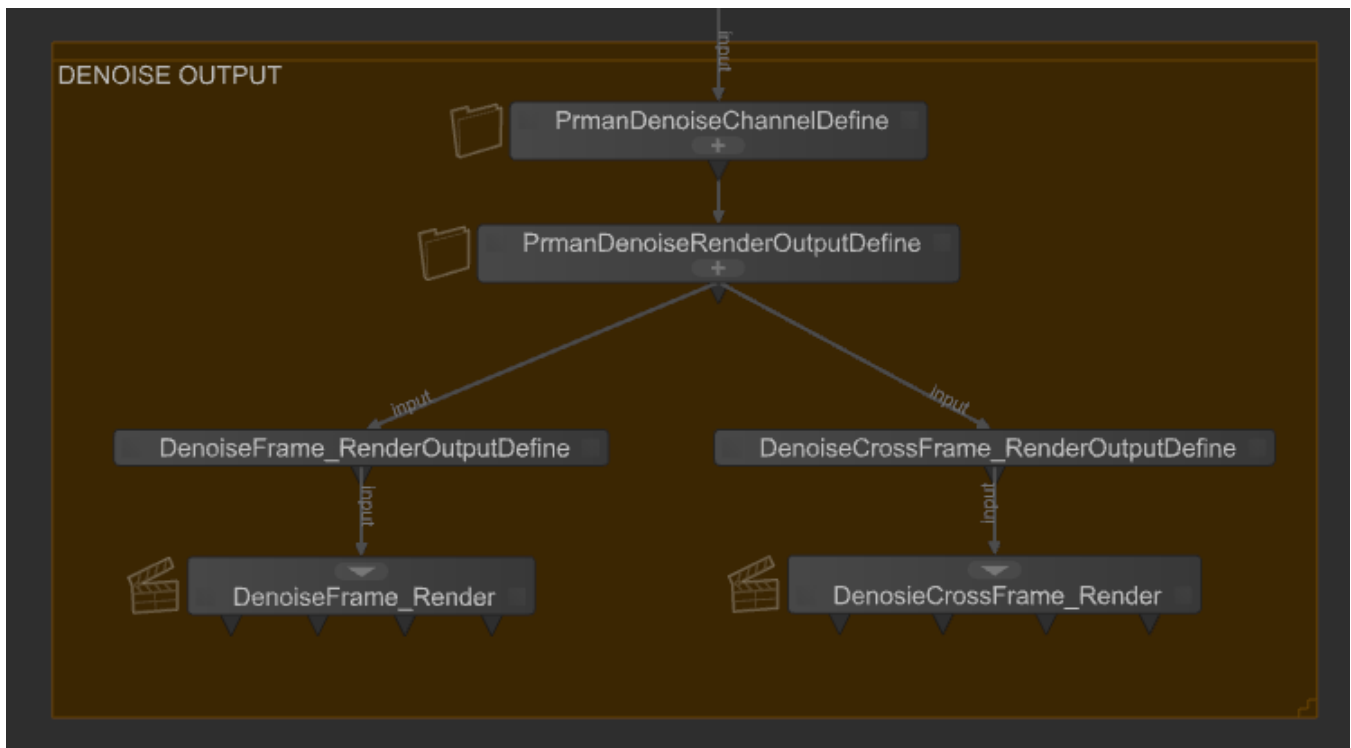 input
DENOISE OUTPUT
PrmanDenoiseChannelDefine
PrmanDenoiseRenderOutputDefine
input
input
DenoiseFrame_RenderOutputDefine
DenoiseCrossFrame_RenderOutputDefine
input
input
DenoiseFrame_Render
DenosieCrossFrame_Render